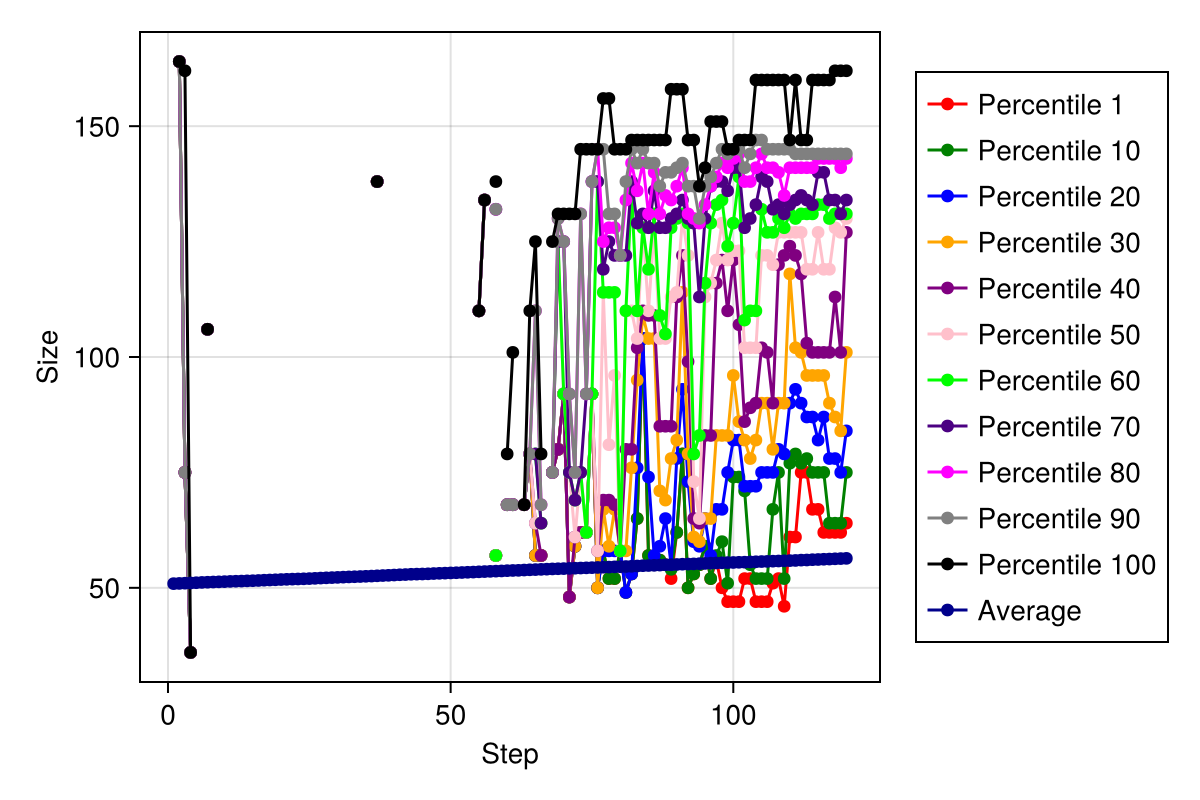 150
100
50
Size
0
50
100
Step
Percentile 1
Percentile 10
Percentile 20
Percentile 30
Percentile 40
Percentile 50
Percentile 60
Percentile 70
Percentile 80
Percentile 90
Percentile 100
Average